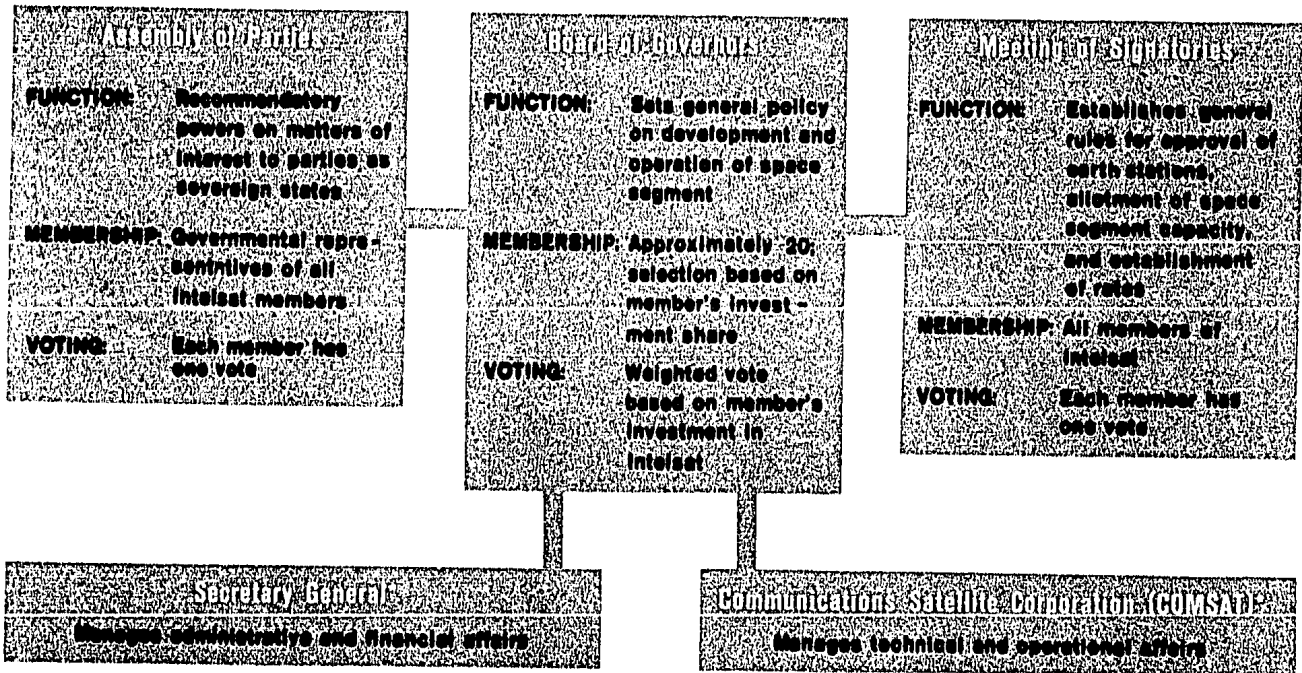 Assembly of Parties
FUNCTION: Recommendatory
powers on matters of
interest to parties as
sovereign states
MEMBERSHIP: Governmental repre -
sentatives of all
Intelsat members
VOTING: Each member has
one vote
Board of Governors
FUNCTION: Sets general policy
on development and
operation of space
segment
MEMBERSHIP: Approximately 20;
selection based on
member's invest -
ment share
VOTING: Weighted vote
based on member's
investment in
Intelsat
Meeting of Signatories
FUNCTION: Establishes general
rules for approval of
earth stations,
allotment of space
segment capacity,
and establishment
of rates
MEMBERSHIP: All members of
Intelsat
VOTING: Each member has
one vote
Secretary General
Manages administrative and financial affairs
Communications Satellite Corporation (COMSAT)
Manages technical and operational affairs